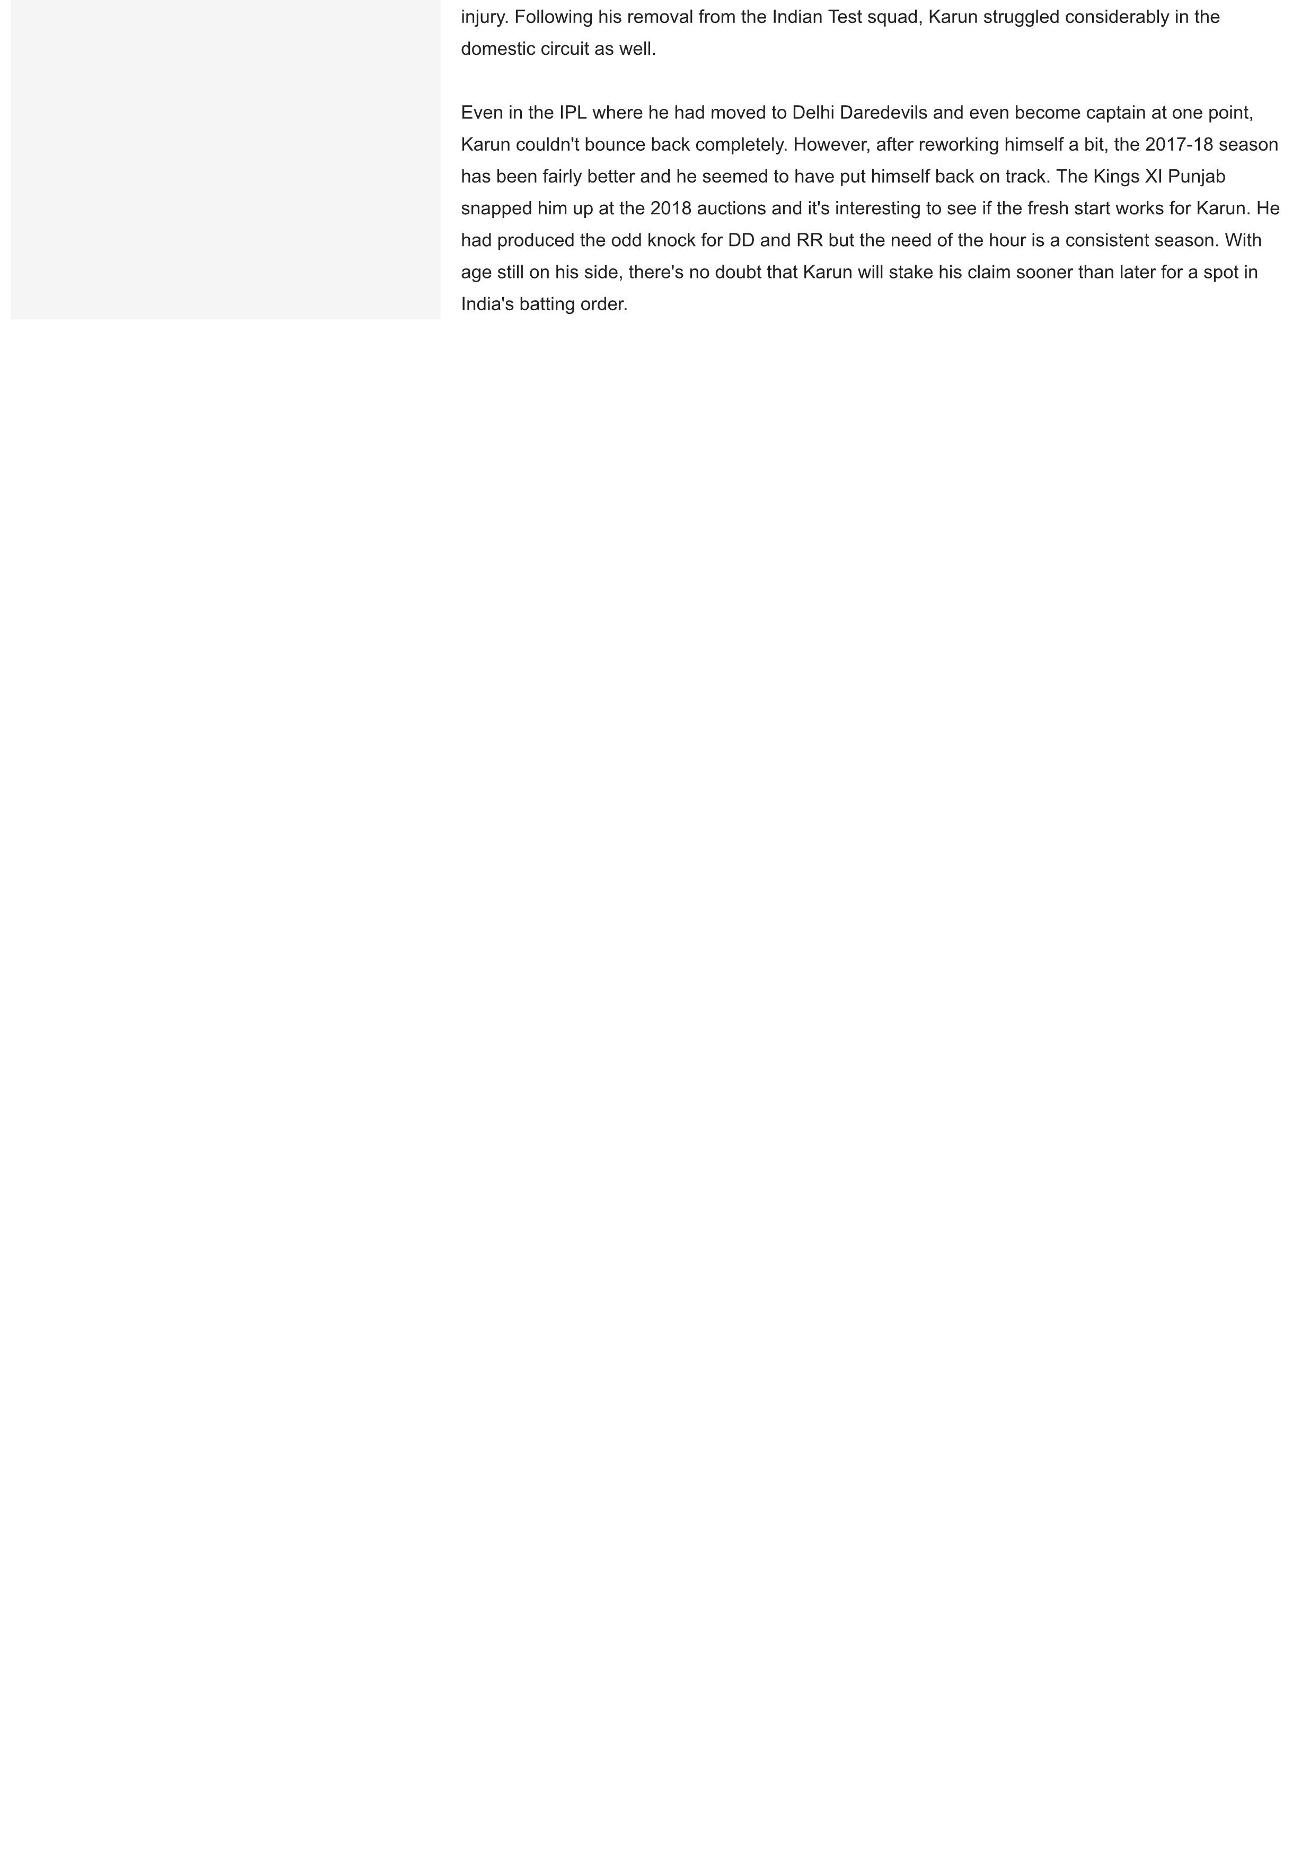 injury. Following his removal from the Indian Test squad, Karun struggled considerably in the
domestic circuit as well.
Even in the IPL where he had moved to Delhi Daredevils and even become captain at one point,
Karun couldn't bounce back completely. However, after reworking himself a bit, the 2017-18 season
has been fairly better and he seemed to have put himself back on track. The Kings XI Punjab
snapped him up at the 2018 auctions and it's interesting to see if the fresh start works for Karun. He
had produced the odd knock for DD and RR but the need of the hour is a consistent season. With
age still on his side, there's no doubt that Karun will stake his claim sooner than later for a spot in
India's batting order.